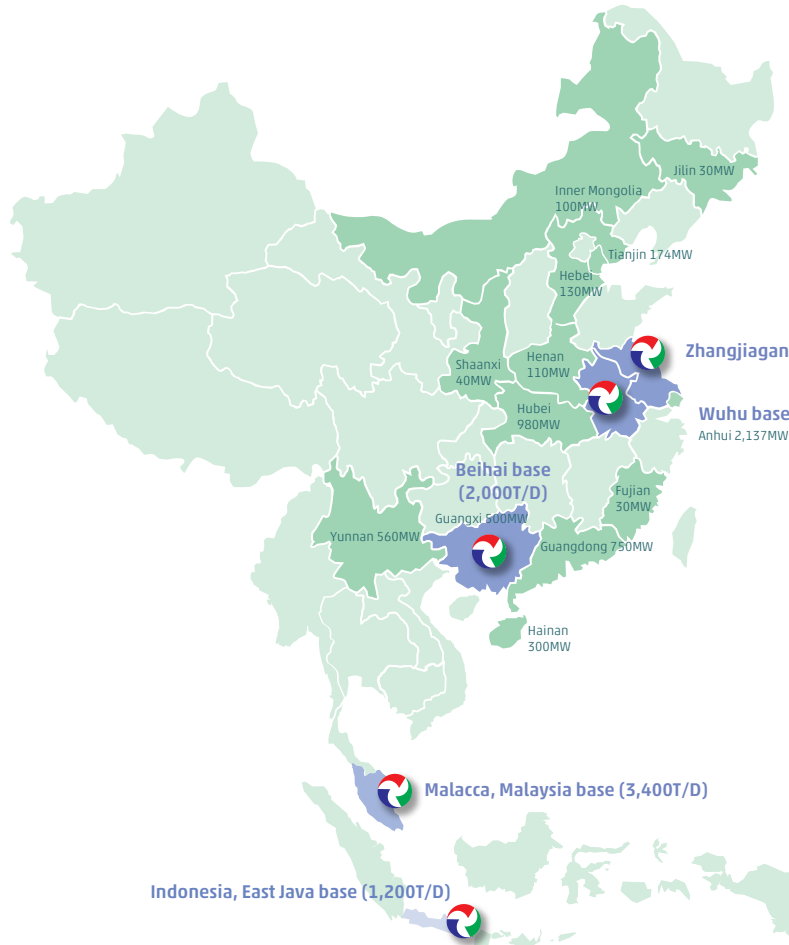 Jilin 30MW
Inner Mongolia
100MW
Tianjin 174MW
Hebei
130MW
Zhangjiagan
Henan
110MW
Shaanxi
40MW
Hubei
980MW
Wuhu base
Anhui 2,137MW
Beihai base
(2,000T/D)
Guangxi 500MW
Fujian
30MW
Yunnan 560MW
Guangdong 750MW
Hainan
300MW
Malacca, Malaysia base (3,400T/D)
Indonesia, East Java base (1,200T/D)